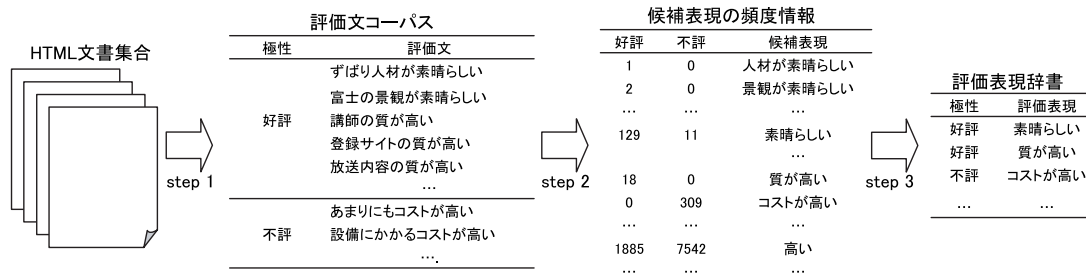 HTML文書集合
step 1
評価文コーパス
極性 評価文
ずばり人材が素晴らしい
富士の景観が素晴らしい
好評 講師の質が高い
登録サイトの質が高い
放送内容の質が高い
…
あまりにもコストが高い
不評 設備にかかるコストが高い
….
step 2
候補表現の頻度情報
好評 不評 候補表現
1 0 人材が素晴らしい
2 0 景観が素晴らしい
… … …
129 11 素晴らしい
…
18 0 質が高い
0 309 コストが高い
… … …
1885 7542 高い
… … …
step 3
評価表現辞書
極性 評価表現
好評 素晴らしい
好評 質が高い
不評 コストが高い
… …